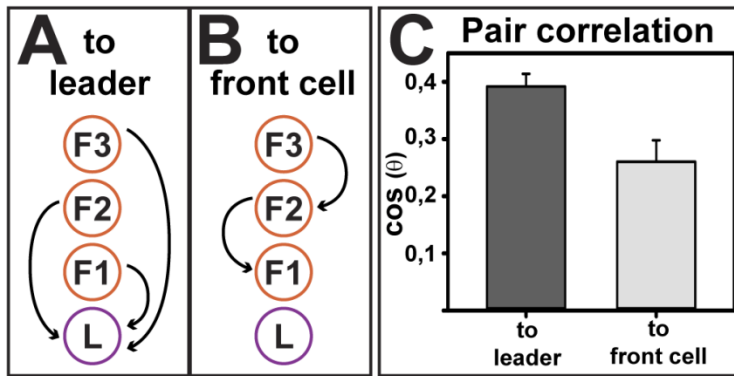 A
to
leader
F3
F2
F1
L
B
to
front cell
F3
F2
F1
L
C
Pair correlation
cos (θ)
0,4
0,3
0,2
0,1
to
leader
to
front cell